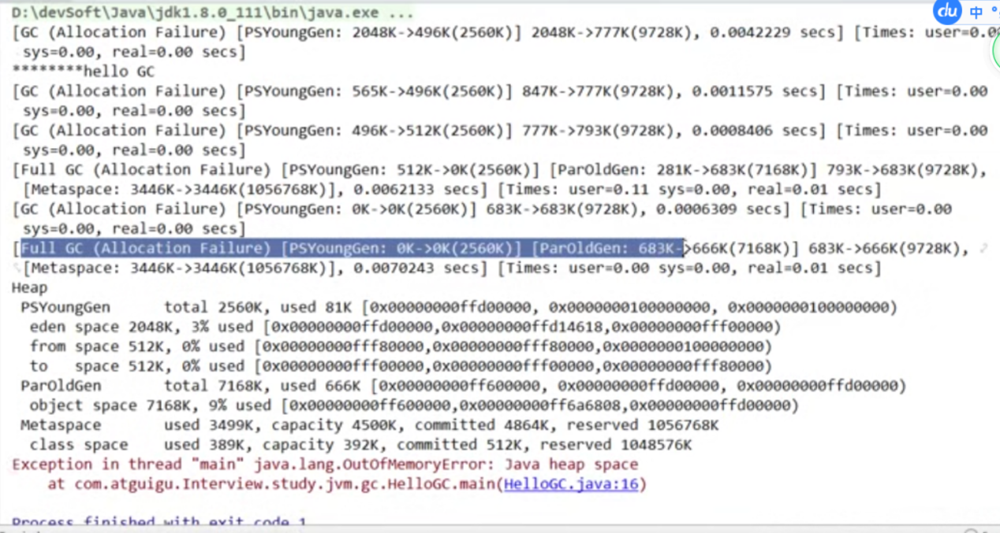 D:\devSoft\Java\jdk1.8.0_111\bin\java.exe ...
du 中 °
[GC (Allocation Failure) [PSYoungGen: 2048K->496K(2560K)] 2048K->777K(9728K), 0.0042229 secs] [Times: user=0.00
sys=0.00, real=0.00 secs]
********hello GC
[GC (Allocation Failure) [PSYoungGen: 565K->496K(2560K)] 847K->777K(9728K), 0.0011575 secs] [Times: user=0.00
sys=0.00, real=0.00 secs]
[GC (Allocation Failure) [PSYoungGen: 496K->512K(2560K)] 777K->793K(9728K), 0.0008406 secs] [Times: user=0.00
sys=0.00, real=0.00 secs]
[Full GC (Allocation Failure) [PSYoungGen: 512K->0K(2560K)] [ParOldGen: 281K->683K(7168K)] 793K->683K(9728K),
[Metaspace: 3446K->3446K(1056768K)], 0.0062133 secs] [Times: user=0.11 sys=0.00, real=0.01 secs]
[GC (Allocation Failure) [PSYoungGen: 0K->0K(2560K)] 683K->683K(9728K), 0.0006309 secs] [Times: user=0.00
sys=0.00, real=0.00 secs]
[Full GC (Allocation Failure) [PSYoungGen: 0K->0K(2560K)] [ParOldGen: 683K->666K(7168K)] 683K->666K(9728K),
[Metaspace: 3446K->3446K(1056768K)], 0.0070243 secs] [Times: user=0.00 sys=0.00, real=0.01 secs]
Heap
PSYoungGen total 2560K, used 81K [0x00000000ffd00000, 0x0000000100000000, 0x0000000100000000)
eden space 2048K, 3% used [0x00000000ffd00000,0x00000000ffd14618,0x00000000fff00000)
from space 512K, 0% used [0x00000000fff80000,0x00000000fff80000,0x0000000100000000)
to space 512K, 0% used [0x00000000fff00000,0x00000000fff00000,0x00000000fff80000)
ParOldGen total 7168K, used 666K [0x00000000ff600000, 0x00000000ffd00000, 0x00000000ffd00000)
object space 7168K, 9% used [0x00000000ff600000,0x00000000ff6a6808,0x00000000ffd00000)
Metaspace used 3499K, capacity 4500K, committed 4864K, reserved 1056768K
class space used 389K, capacity 392K, committed 512K, reserved 1048576K
Exception in thread "main" java.lang.OutOfMemoryError: Java heap space
at com.atguigu.Interview.study.jvm.gc.HelloGC.main(HelloGC.java:16)
Process finished with exit code 1